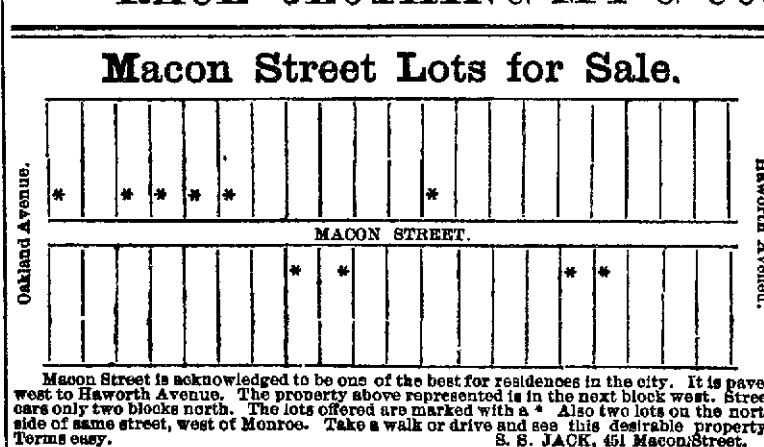 Macon Street Lots for Sale.
Oakland Avenue.
* * * * * *
MACON STREET.
* * * *
Haworth Avenue.
Macon Street is acknowledged to be one of the best for residences in the city. It is pave
west to Haworth Avenue. The property above represented is in the next block west. Stree
cars only two blocks north. The lots offered are marked with a * Also two lots on the nort
side of same street, west of Monroe. Take a walk or drive and see this desirable property
Terms easy. S. S. JACK, 451 Macon Street.